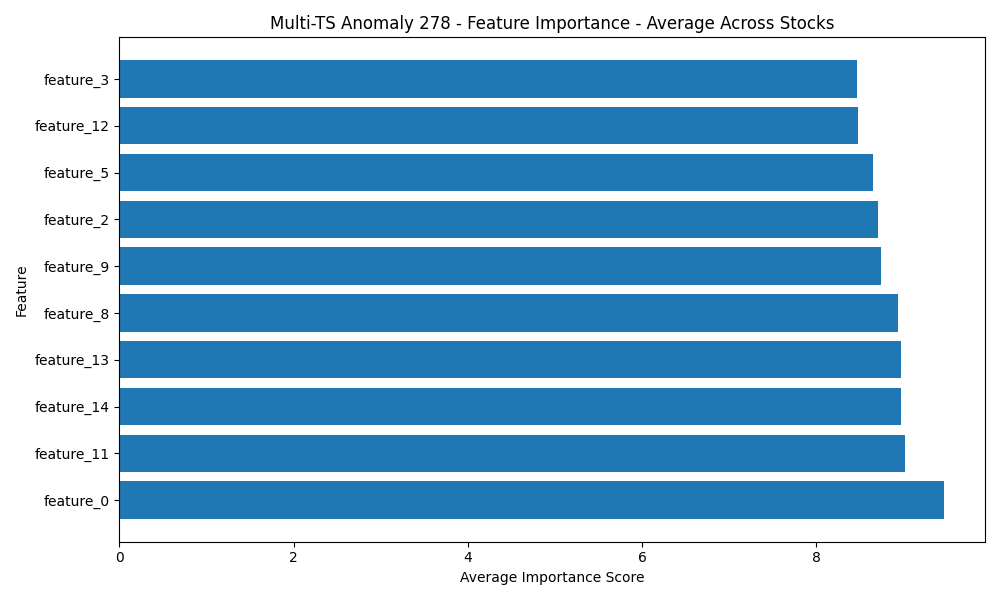 Multi-TS Anomaly 278 - Feature Importance - Average Across Stocks
feature_3
feature_12
feature_5
feature_2
feature_9
feature_8
feature_13
feature_14
feature_11
feature_0
Feature
0 2 4 6 8
Average Importance Score